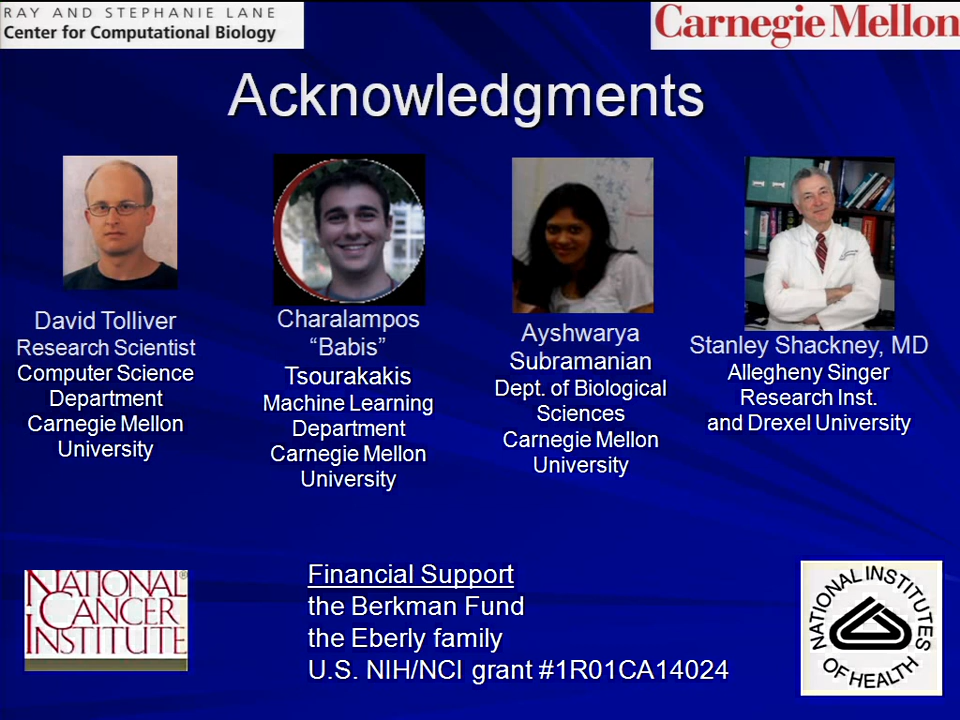 RAY AND STEPHANIE LANE
Center for Computational Biology
Carnegie Mellon
Acknowledgments
David Tolliver
Research Scientist
Computer Science
Department
Carnegie Mellon
University
Charalampos
“Babis”
Tsourakakis
Machine Learning
Department
Carnegie Mellon
University
Ayshwarya
Subramanian
Dept. of Biological
Sciences
Carnegie Mellon
University
Stanley Shackney, MD
Allegheny Singer
Research Inst.
and Drexel University
NATIONAL®
CANCER
INSTITUTE
Financial Support
the Berkman Fund
the Eberly family
U.S. NIH/NCI grant #1R01CA14024
NATIONAL INSTITUTES
OF HEALTH